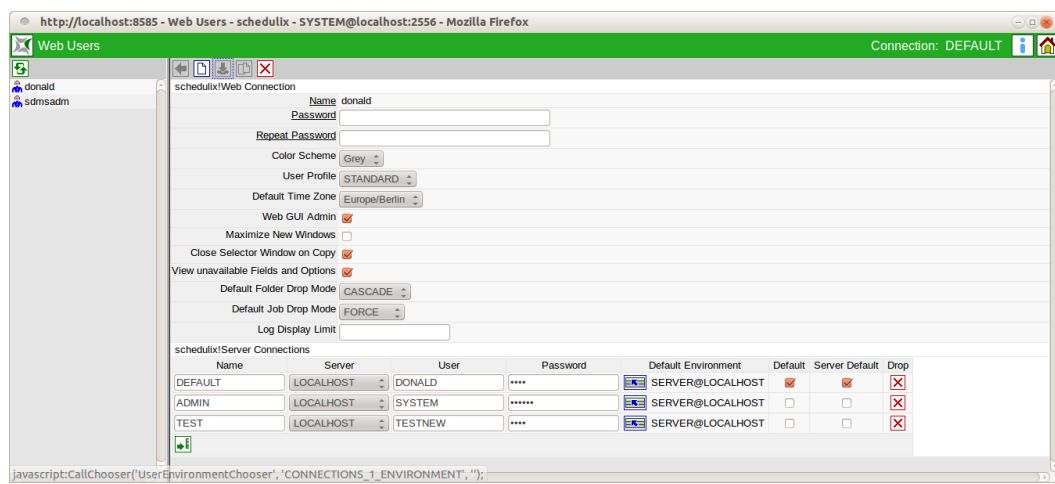 http://localhost:8585 - Web Users - schedulix - SYSTEM@localhost:2556 - Mozilla Firefox
Web Users Connection: DEFAULT
donald
sdmsadm
schedulix!Web Connection
Name donald
Password
Repeat Password
Color Scheme Grey
User Profile STANDARD
Default Time Zone Europe/Berlin
Web GUI Admin
Maximize New Windows
Close Selector Window on Copy
View unavailable Fields and Options
Default Folder Drop Mode CASCADE
Default Job Drop Mode FORCE
Log Display Limit
schedulix!Server Connections
Name Server User Password Default Environment Default Server Default Drop
DEFAULT LOCALHOST DONALD •••• SERVER@LOCALHOST
ADMIN LOCALHOST SYSTEM •••••• SERVER@LOCALHOST
TEST LOCALHOST TESTNEW •••• SERVER@LOCALHOST
javascript:CallChooser('UserEnvironmentChooser', 'CONNECTIONS_1_ENVIRONMENT', '');